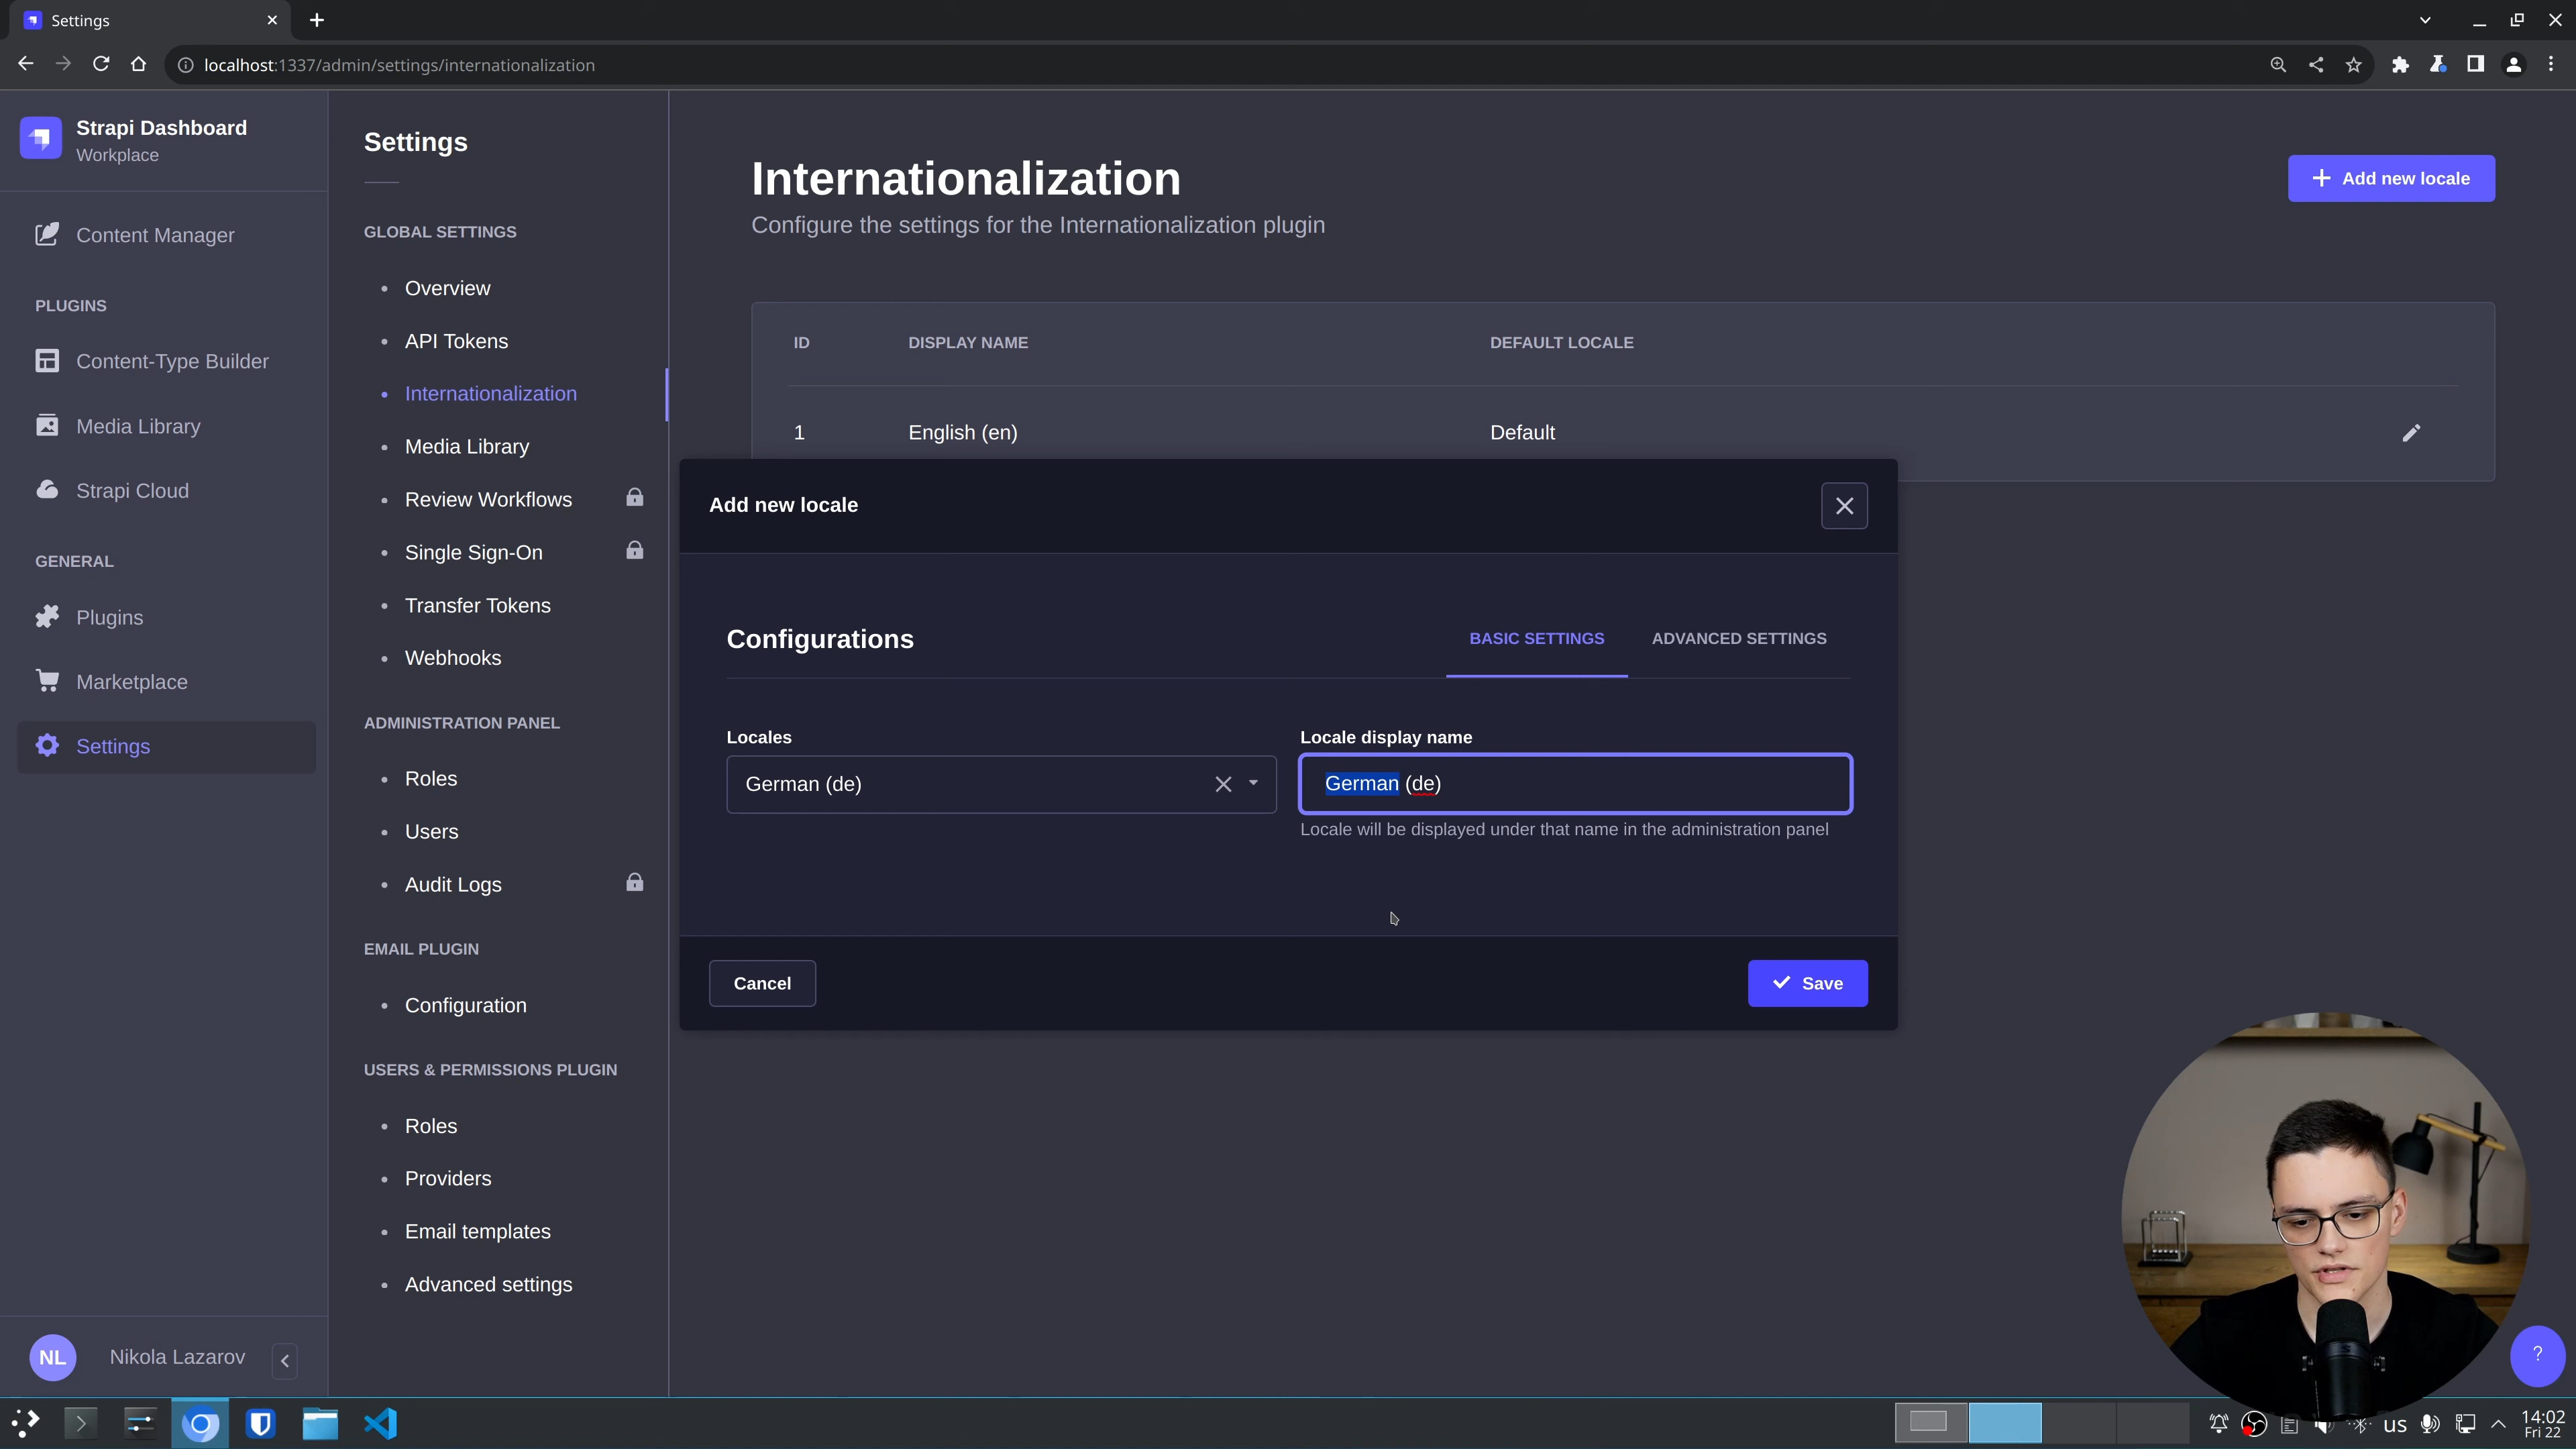 Settings
localhost:1337/admin/settings/internationalization
Strapi Dashboard
Workplace
Content Manager
PLUGINS
Content-Type Builder
Media Library
Strapi Cloud
GENERAL
Plugins
Marketplace
Settings
NL
Nikola Lazarov
Settings
GLOBAL SETTINGS
Overview
API Tokens
Internationalization
Media Library
Review Workflows
Single Sign-On
Transfer Tokens
Webhooks
ADMINISTRATION PANEL
Roles
Users
Audit Logs
EMAIL PLUGIN
Configuration
USERS & PERMISSIONS PLUGIN
Roles
Providers
Email templates
Advanced settings
Internationalization
Configure the settings for the Internationalization plugin
Add new locale
ID DISPLAY NAME DEFAULT LOCALE
1 English (en) Default
Add new locale
Configurations
BASIC SETTINGS ADVANCED SETTINGS
Locales
German (de)
Locale display name
German (de)
Locale will be displayed under that name in the administration panel
Cancel
Save
?
us
14:02
Fri 22